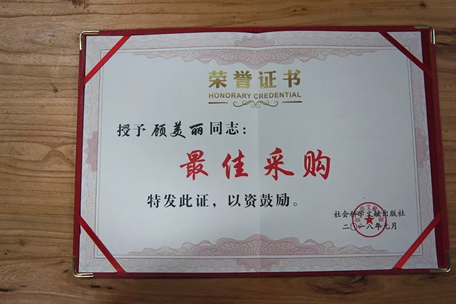 荣誉证书
HONORARY CREDENTIAL
授予顾美丽同志：
最佳采购
特发此证，以资鼓励。
社会科学文献出版社
二〇一八年元月